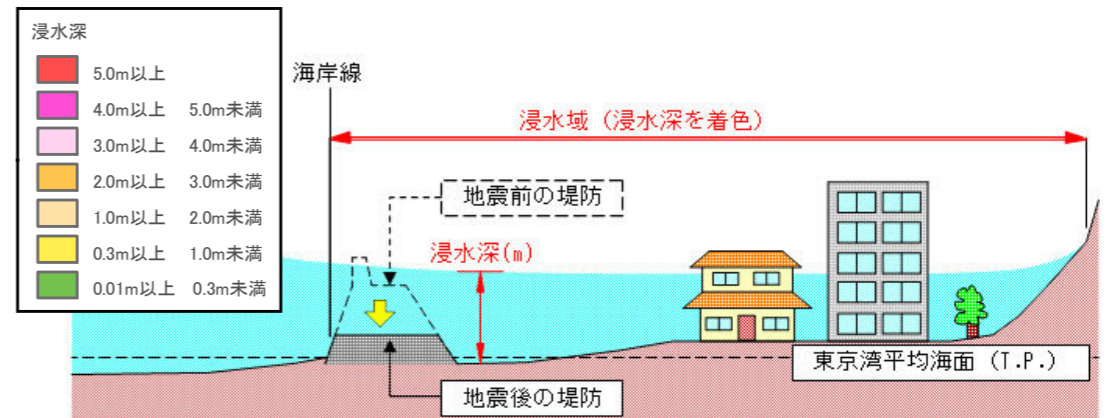 浸水深
5.0m以上
4.0m以上 5.0m未満
3.0m以上 4.0m未満
2.0m以上 3.0m未満
1.0m以上 2.0m未満
0.3m以上 1.0m未満
0.01m以上 0.3m未満
海岸線
浸水域 (浸水深を着色)
地震前の堤防
浸水深(m)
東京湾平均海面 (T.P.)
地震後の堤防